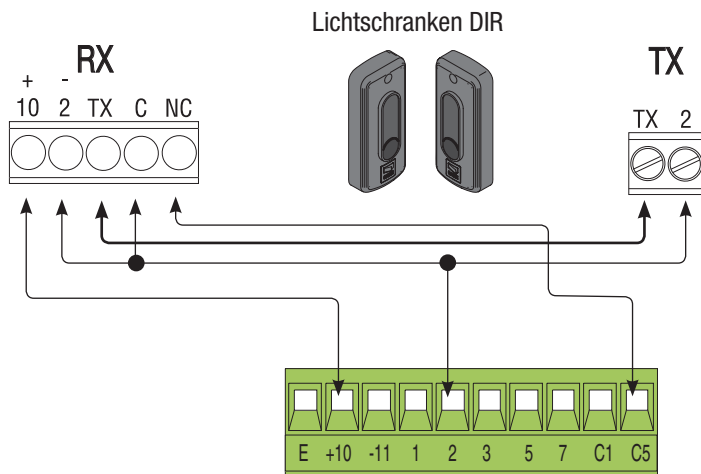 Lichtschranken DIR
RX
TX
+ -
10 2 TX C NC
TX 2
E +10 -11 1 2 3 5 7 C1 C5